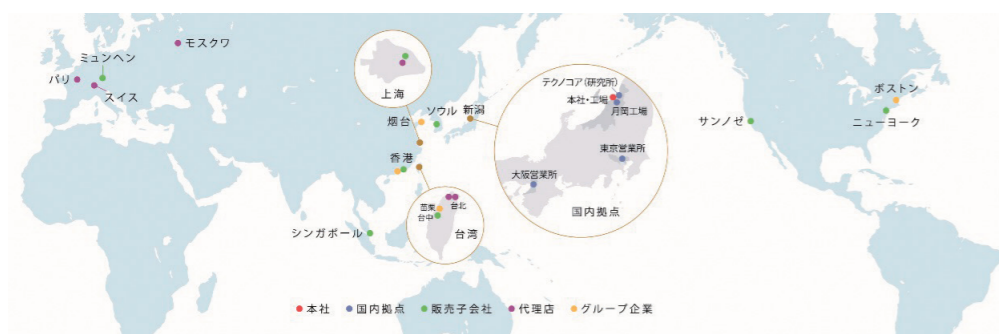 モスクワ
ミュンヘン
パリ
スイス
上海
ソウル
新潟
烟台
香港
テクノコア(研究所)
本社・工場
月岡工場
東京営業所
大阪営業所
国内拠点
苗栗
台北
台中
台湾
シンガポール
サンノゼ
ボストン
ニューヨーク
本社
国内拠点
販売子会社
代理店
グループ企業